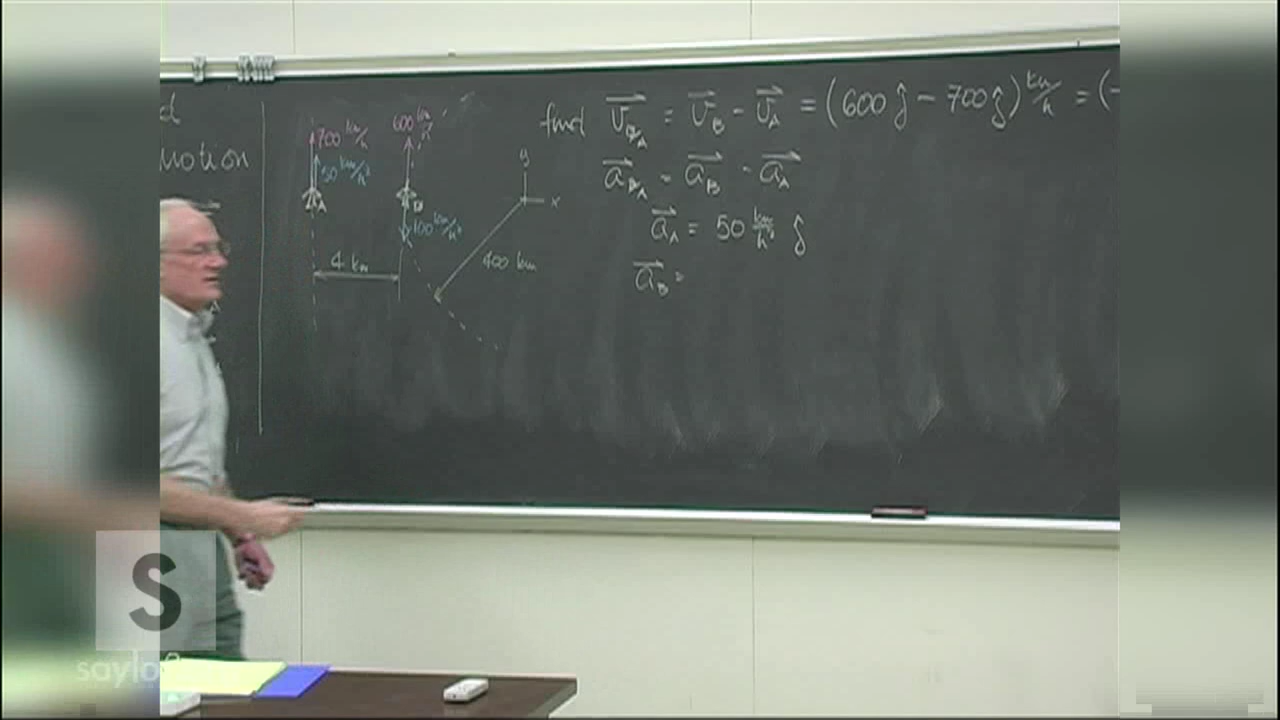 d
motion
700 km/h
50 km/h²
A
600 km/h
B
100 km/h²
4 km
y
x
400 km
find v_B/A = v_B - v_A = (600 ĵ - 700 ĵ) km/h = (-
a_B/A = a_B - a_A
a_A = 50 km/h² ĵ
a_B =
S
saylo